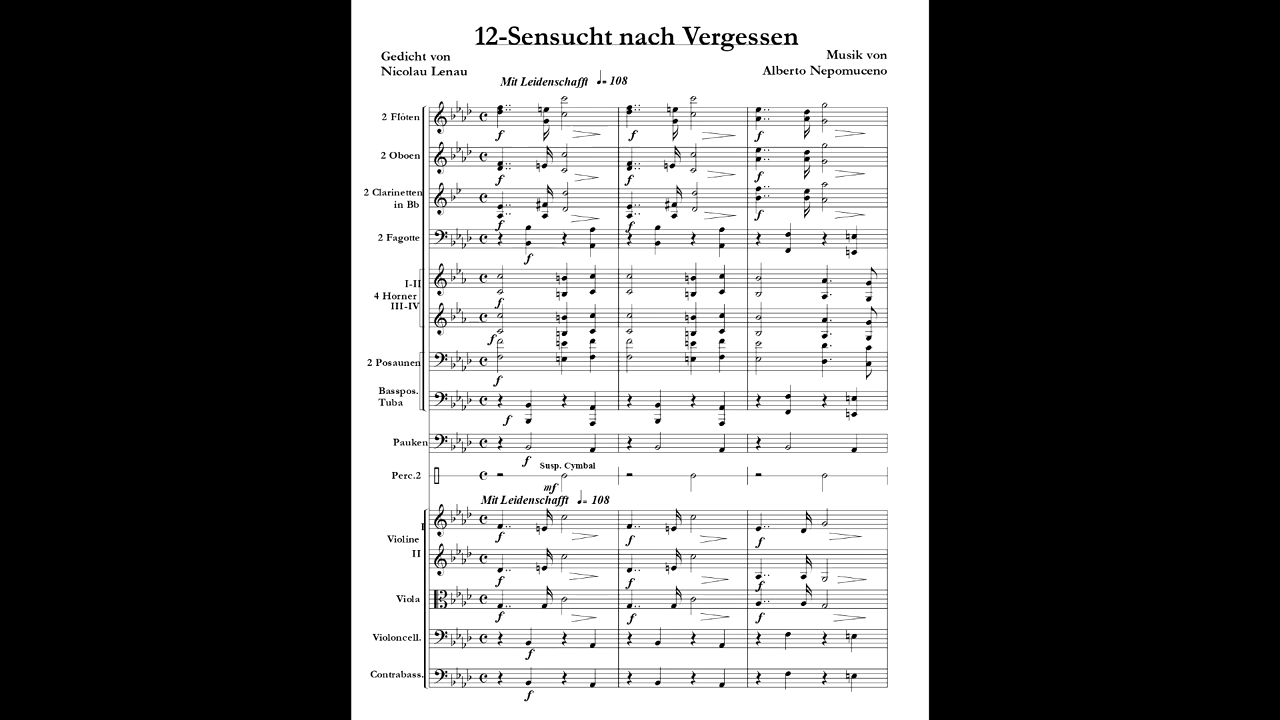 12-Sensucht nach Vergessen
Gedicht von
Nicolau Lenau
Musik von
Alberto Nepomuceno
Mit Leidenschafft ♩= 108
2 Flöten
f f f
2 Oboen
f f f
2 Clarinetten
in Bb
f f f
2 Fagotte
f
I-II
4 Horner
III-IV
f
f
2 Posaunen
f
Basspos.
Tuba
f
Pauken
f
Susp. Cymbal
Perc.2
mf
Mit Leidenschafft ♩= 108
I
f f f
Violine
II
f f f
Viola
f f f
Violoncell.
f
Contrabass.
f